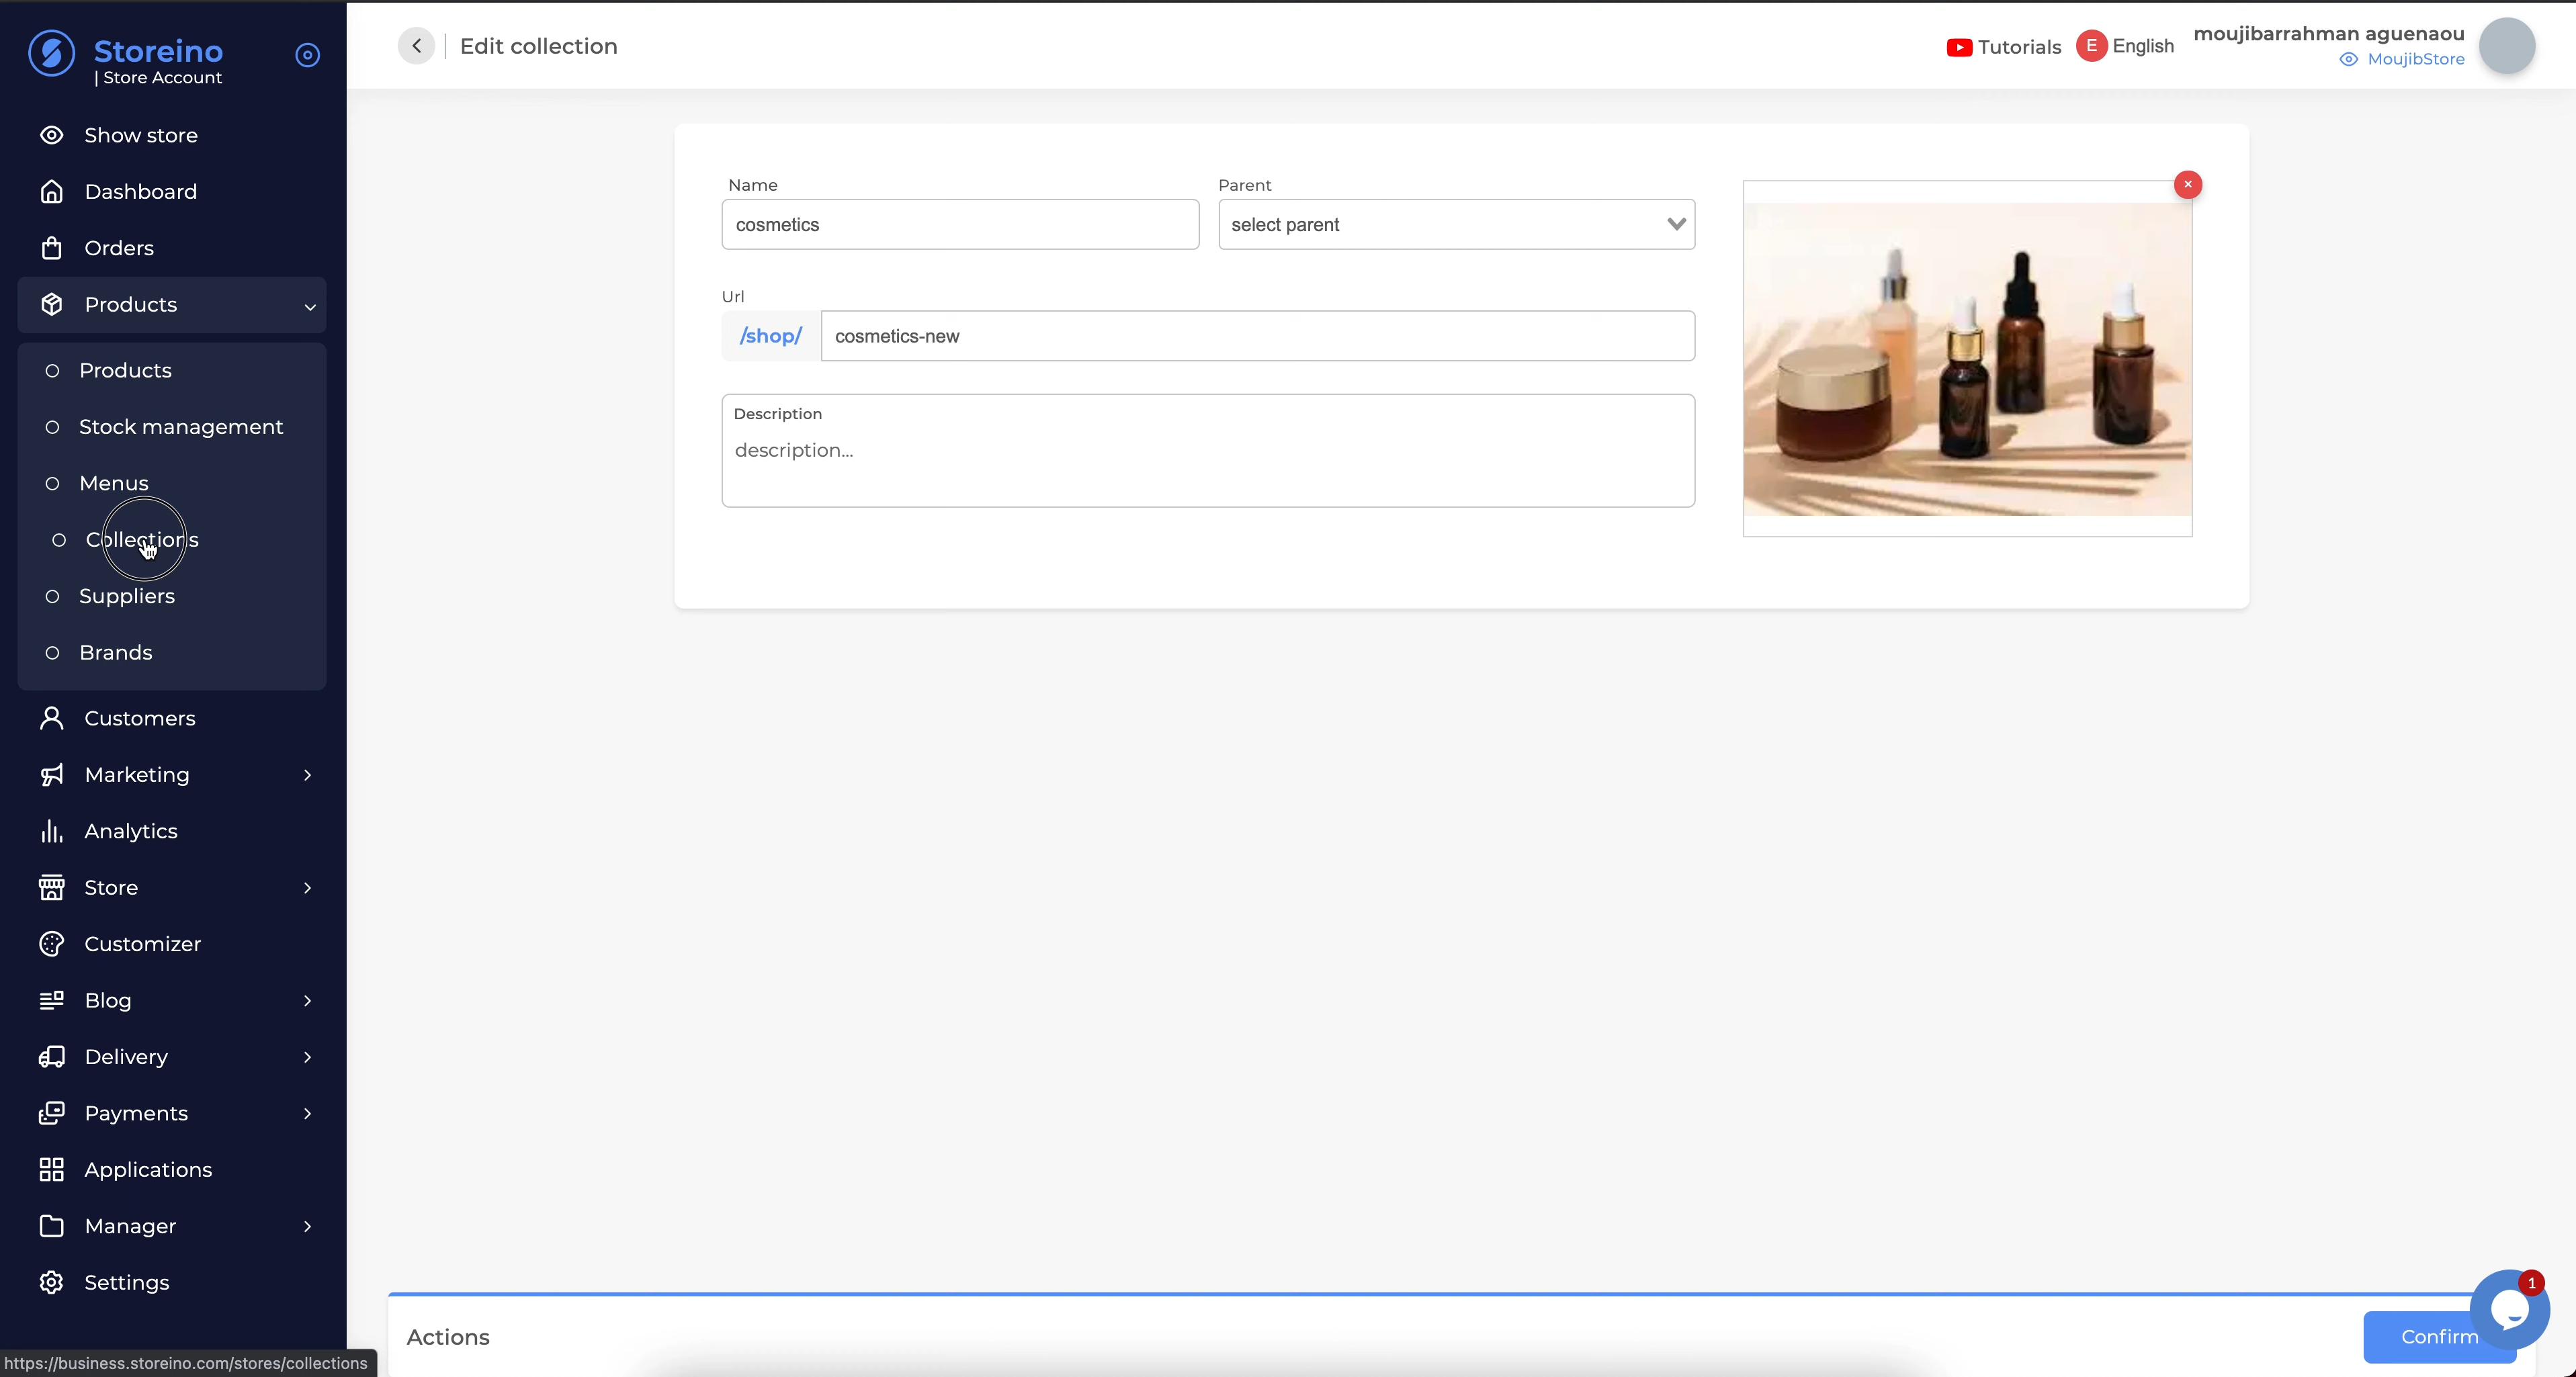 Storeino
| Store Account
Show store
Dashboard
Orders
Products
Products
Stock management
Menus
Collections
Suppliers
Brands
Customers
Marketing
Analytics
Store
Customizer
Blog
Delivery
Payments
Applications
Manager
Settings
https://business.storeino.com/stores/collections
Edit collection
Tutorials
E English
moujibarrahman aguenaou
MoujibStore
Name
Parent
cosmetics
select parent
Url
/shop/ cosmetics-new
Description
description...
Actions
Confirm
1